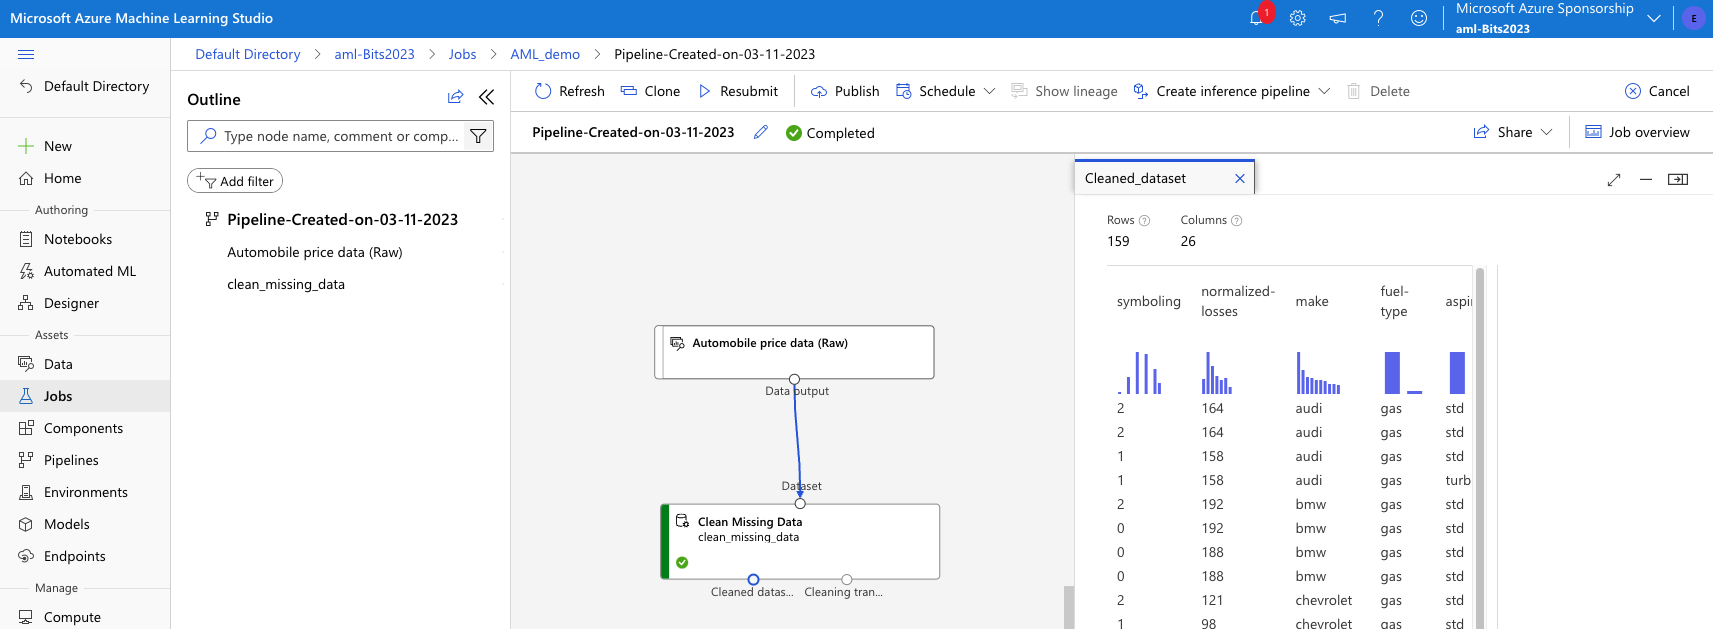 Microsoft Azure Machine Learning Studio
1
Microsoft Azure Sponsorship
aml-Bits2023
E
Default Directory
New
Home
Authoring
Notebooks
Automated ML
Designer
Assets
Data
Jobs
Components
Pipelines
Environments
Models
Endpoints
Manage
Compute
Default Directory > aml-Bits2023 > Jobs > AML_demo > Pipeline-Created-on-03-11-2023
Outline
Type node name, comment or comp...
Add filter
Pipeline-Created-on-03-11-2023
Automobile price data (Raw)
clean_missing_data
Refresh Clone Resubmit Publish Schedule Show lineage Create inference pipeline Delete Cancel
Pipeline-Created-on-03-11-2023 Completed Share Job overview
Automobile price data (Raw)
Data output
Dataset
Clean Missing Data
clean_missing_data
Cleaned datas... Cleaning tran...
Cleaned_dataset
Rows Columns
159 26
symboling normalized-losses make fuel-type aspi
2 164 audi gas std
2 164 audi gas std
1 158 audi gas std
1 158 audi gas turb
2 192 bmw gas std
0 192 bmw gas std
0 188 bmw gas std
0 188 bmw gas std
2 121 chevrolet gas std
1 98 chevrolet gas std